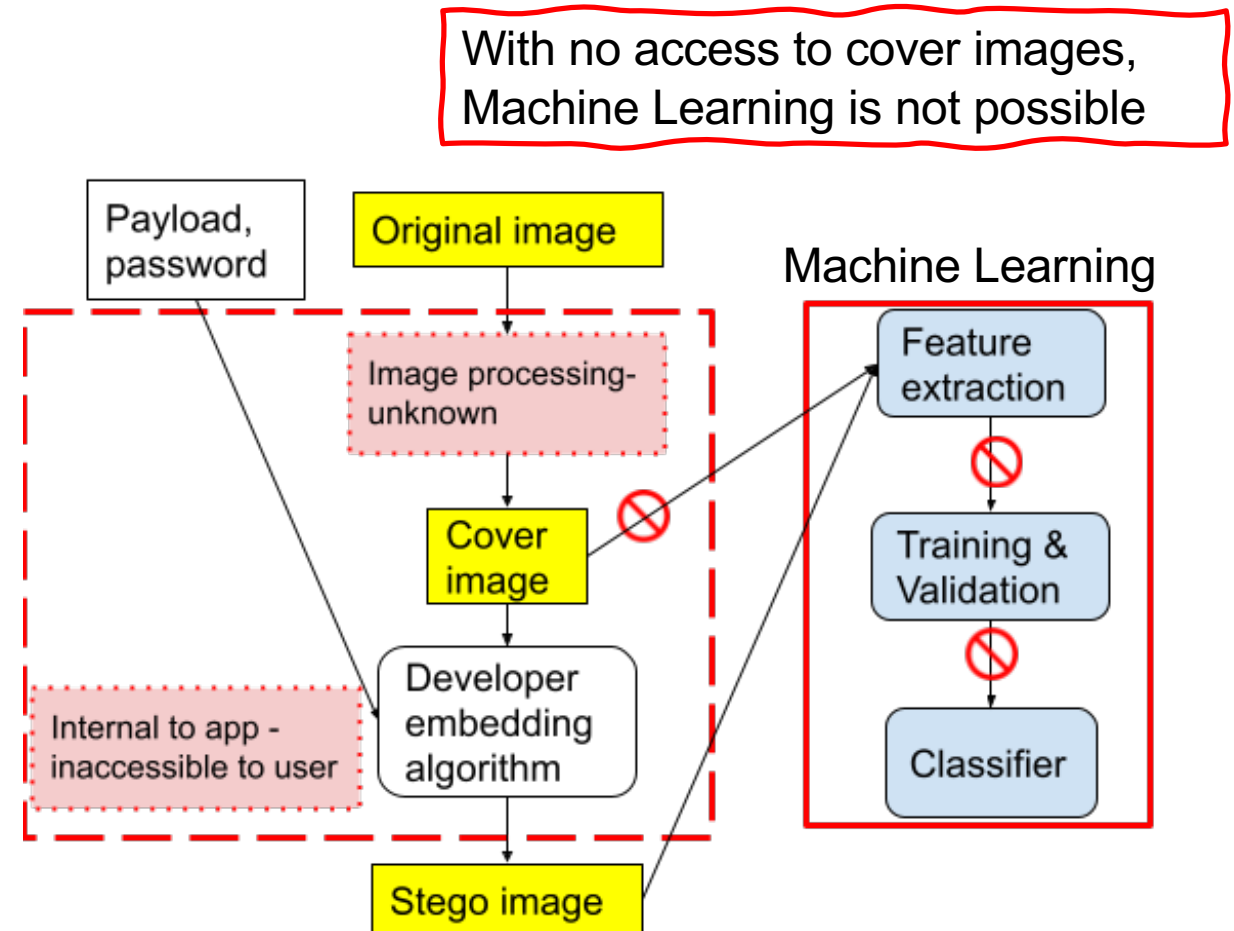 With no access to cover images,
Machine Learning is not possible
Payload,
password
Original image
Machine Learning
Image processing-
unknown
Feature
extraction
Cover
image
Training &
Validation
Developer
embedding
algorithm
Internal to app -
inaccessible to user
Classifier
Stego image